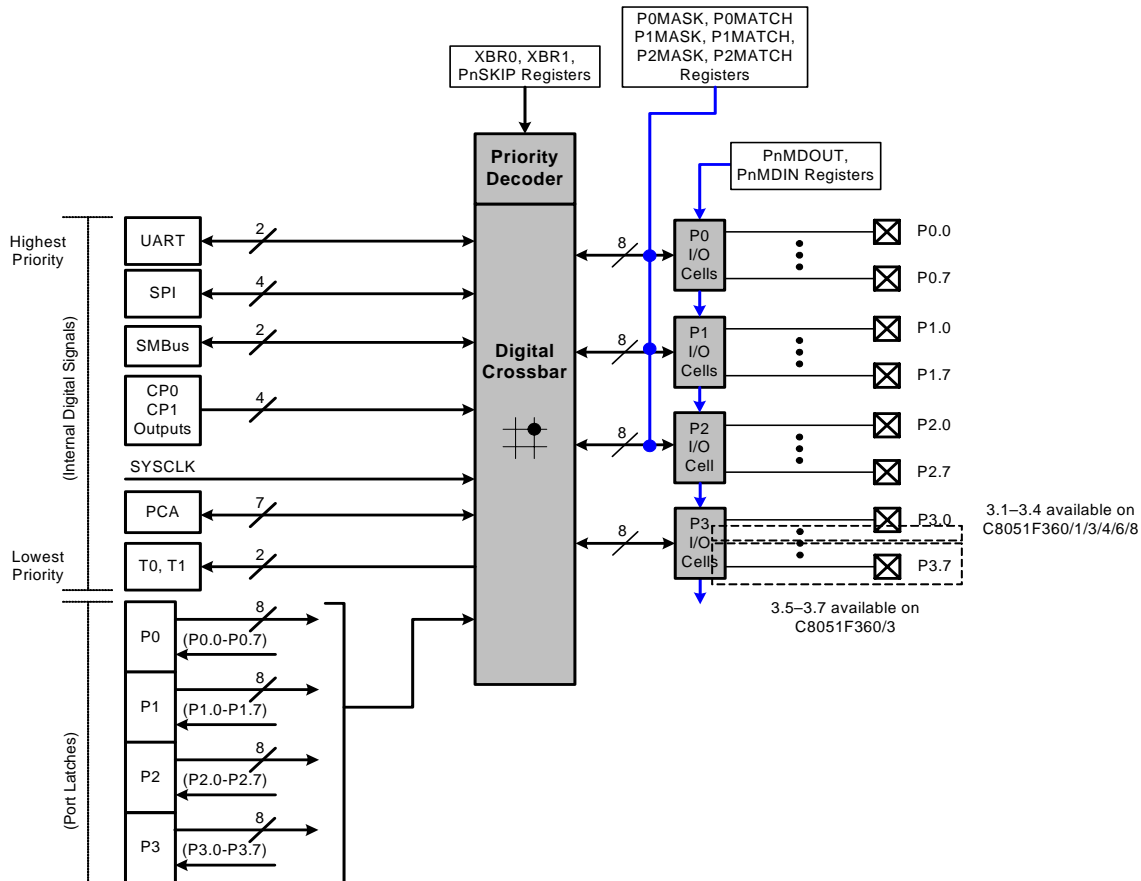 P0MASK, P0MATCH
P1MASK, P1MATCH,
P2MASK, P2MATCH
Registers
XBR0, XBR1,
PnSKIP Registers
PnMDOUT,
PnMDIN Registers
Priority
Decoder
Digital
Crossbar
Highest
Priority
(Internal Digital Signals)
Lowest
Priority
UART
2
SPI
4
SMBus
2
CP0
CP1
Outputs
4
SYSCLK
PCA
7
T0, T1
2
(Port Latches)
P0
8
(P0.0-P0.7)
P1
8
(P1.0-P1.7)
P2
8
(P2.0-P2.7)
P3
8
(P3.0-P3.7)
8
P0
I/O
Cells
P0.0
P0.7
8
P1
I/O
Cells
P1.0
P1.7
8
P2
I/O
Cell
P2.0
P2.7
8
P3
I/O
Cells
P3.0
P3.7
3.1–3.4 available on
C8051F360/1/3/4/6/8
3.5–3.7 available on
C8051F360/3